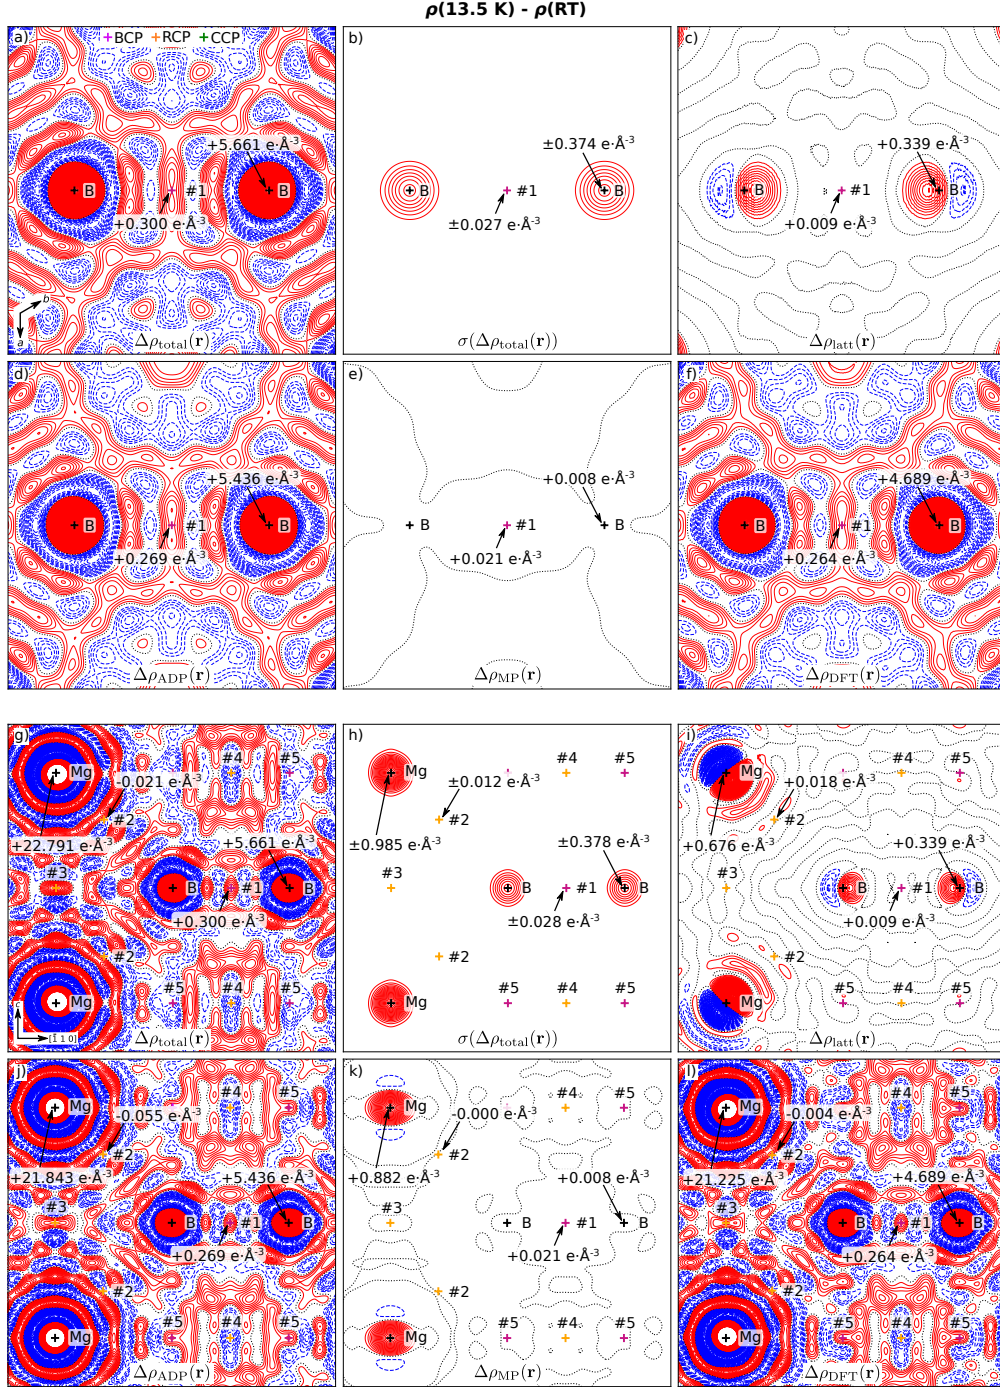 ρ(13.5 K) - ρ(RT)
a)
+BCP +RCP +CCP
+5.661 e·Å⁻³
B
#1
B
+0.300 e·Å⁻³
b
a
Δρtotal(r)
b)
±0.374 e·Å⁻³
B
#1
B
±0.027 e·Å⁻³
σ(Δρtotal(r))
c)
+0.339 e·Å⁻³
B
#1
B
+0.009 e·Å⁻³
Δρlatt(r)
d)
+5.436 e·Å⁻³
B
#1
B
+0.269 e·Å⁻³
ΔρADP(r)
e)
+0.008 e·Å⁻³
B
#1
B
+0.021 e·Å⁻³
ΔρMP(r)
f)
+4.689 e·Å⁻³
B
#1
B
+0.264 e·Å⁻³
ΔρDFT(r)
g)
Mg
#4
#5
-0.021 e·Å⁻³
#2
+22.791 e·Å⁻³
+5.661 e·Å⁻³
#3
B
#1
B
+0.300 e·Å⁻³
#2
Mg
#5
#4
c
[1̄ 1 0]
Δρtotal(r)
h)
Mg
#4
#5
±0.012 e·Å⁻³
#2
±0.985 e·Å⁻³
±0.378 e·Å⁻³
#3
B
#1
B
±0.028 e·Å⁻³
#2
Mg
#5
#4
σ(Δρtotal(r))
i)
Mg
#4
#5
+0.018 e·Å⁻³
#2
+0.676 e·Å⁻³
+0.339 e·Å⁻³
#3
B
#1
B
+0.009 e·Å⁻³
#2
Mg
#5
#4
Δρlatt(r)
j)
Mg
#4
#5
-0.055 e·Å⁻³
#2
+21.843 e·Å⁻³
+5.436 e·Å⁻³
#3
B
#1
B
+0.269 e·Å⁻³
#2
Mg
#5
#4
ΔρADP(r)
k)
Mg
#4
#5
-0.000 e·Å⁻³
#2
+0.882 e·Å⁻³
+0.008 e·Å⁻³
#3
B
#1
B
+0.021 e·Å⁻³
#2
Mg
#5
#4
ΔρMP(r)
l)
Mg
#4
#5
-0.004 e·Å⁻³
#2
+21.225 e·Å⁻³
+4.689 e·Å⁻³
#3
B
#1
B
+0.264 e·Å⁻³
#2
Mg
#5
#4
ΔρDFT(r)